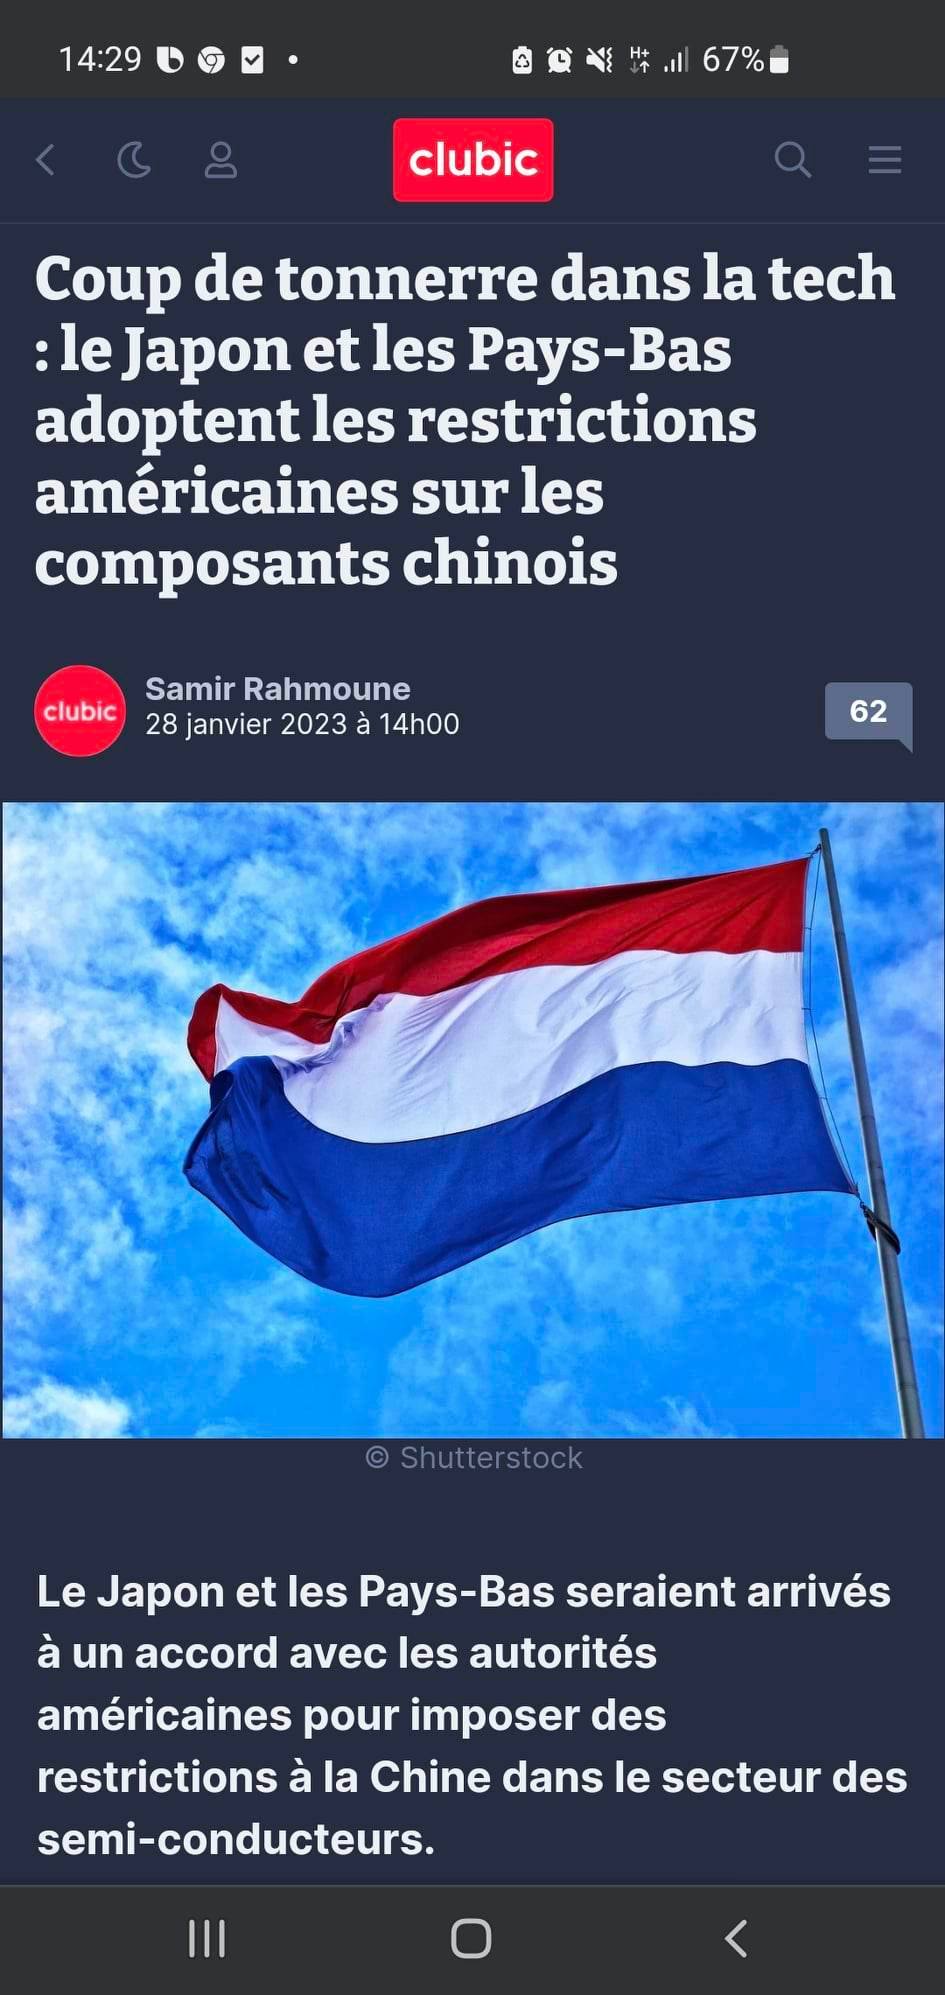 14:29
H+
67%
clubic
Coup de tonnerre dans la tech
: le Japon et les Pays-Bas
adoptent les restrictions
américaines sur les
composants chinois
clubic
Samir Rahmoune
28 janvier 2023 à 14h00
62
© Shutterstock
Le Japon et les Pays-Bas seraient arrivés
à un accord avec les autorités
américaines pour imposer des
restrictions à la Chine dans le secteur des
semi-conducteurs.